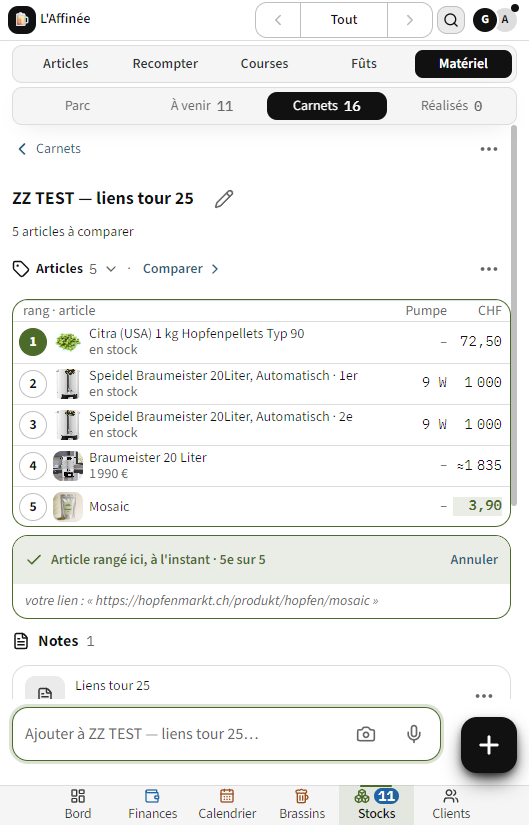 L'Affinée
Tout
G
A
Articles
Recompter
Courses
Fûts
Matériel
Parc
À venir 11
Carnets 16
Réalisés 0
Carnets
ZZ TEST — liens tour 25
5 articles à comparer
Articles 5 · Comparer
rang · article Pumpe CHF
1 Citra (USA) 1 kg Hopfenpellets Typ 90 – 72,50
en stock
2 Speidel Braumeister 20Liter, Automatisch · 1er 9 W 1 000
en stock
3 Speidel Braumeister 20Liter, Automatisch · 2e 9 W 1 000
en stock
4 Braumeister 20 Liter – ≈1 835
1990 €
5 Mosaic – 3,90
Article rangé ici, à l'instant · 5e sur 5 Annuler
votre lien : « https://hopfenmarkt.ch/produkt/hopfen/mosaic »
Notes 1
Liens tour 25
Ajouter à ZZ TEST — liens tour 25…
Bord
Finances
Calendrier
Brassins
11
Stocks
Clients